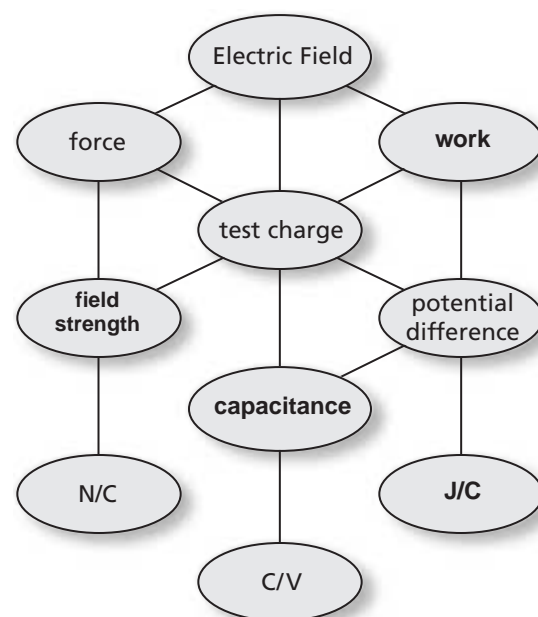 Electric Field
force
work
test charge
field
strength
potential
difference
capacitance
N/C
J/C
C/V